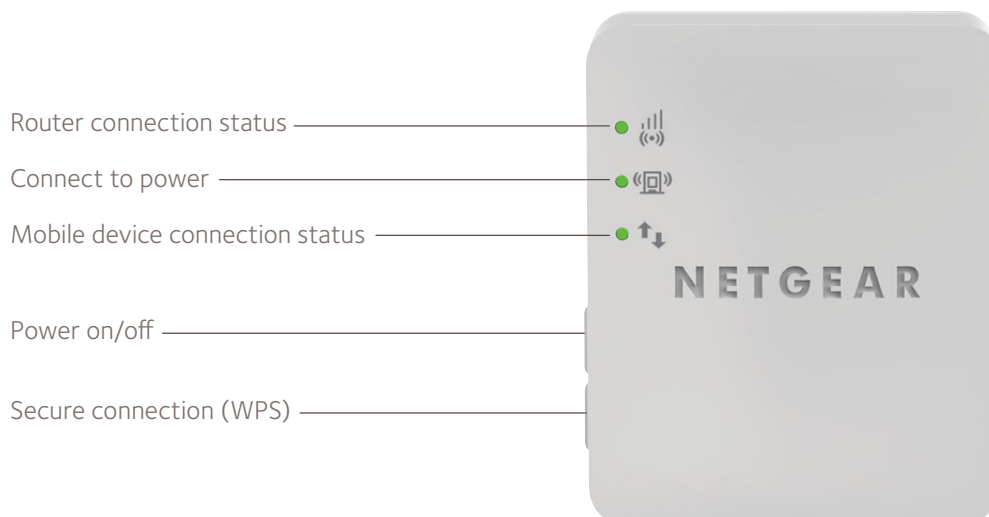 Router connection status
Connect to power
Mobile device connection status
NETGEAR
Power on/off
Secure connection (WPS)